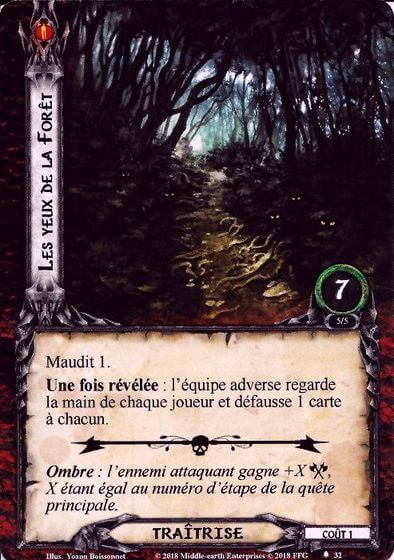 Les yeux de la Forêt
7
5/5
Maudit 1.
Une fois révélée : l'équipe adverse regarde
la main de chaque joueur et défausse 1 carte
à chacun.
Ombre : l'ennemi attaquant gagne +X
X étant égal au numéro d'étape de la quête
principale.
TRAÎTRISE
COÛT 1
Illus. Yoann Boissonnet
© 2018 Middle-earth Enterprises © 2018 FFG
32